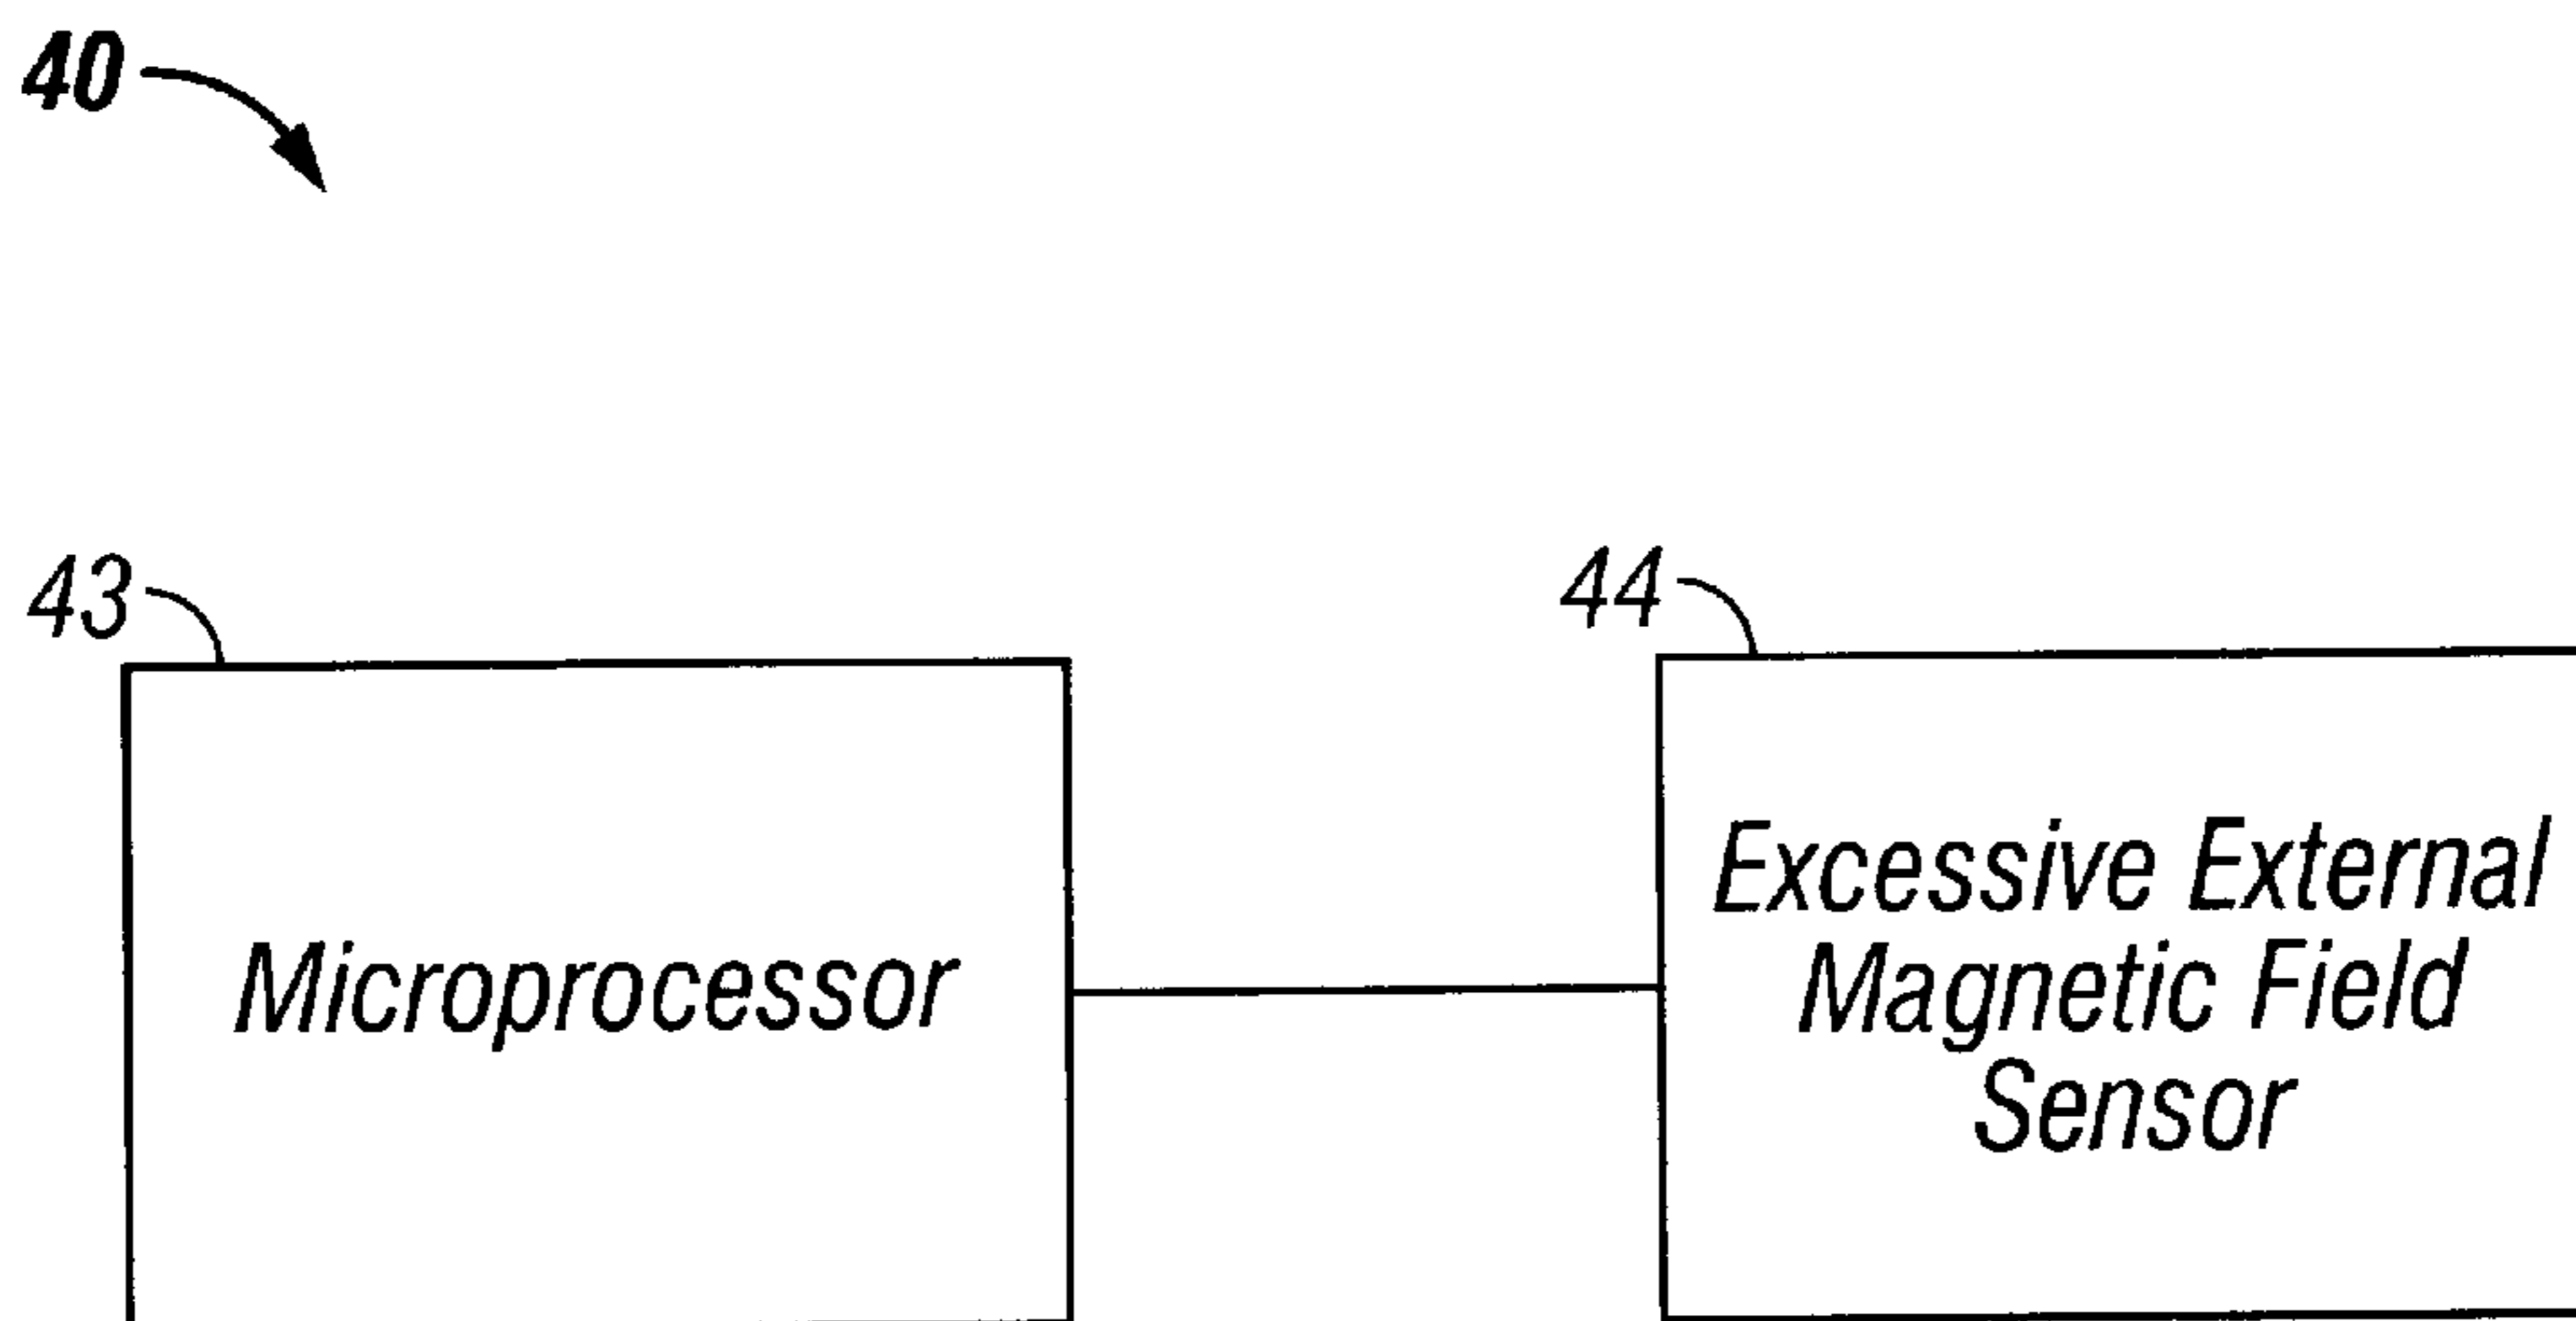 40
43
44
Microprocessor
Excessive External
Magnetic Field
Sensor